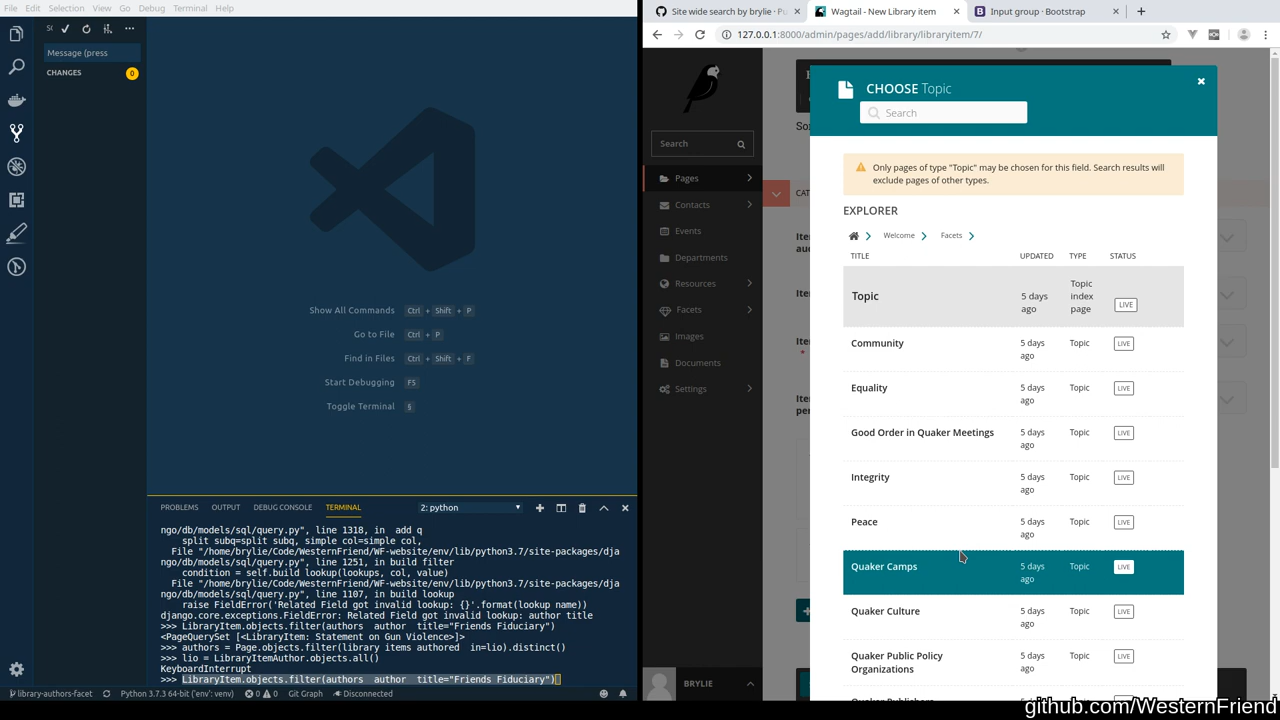 File Edit Selection View Go Debug Terminal Help
Message (press
CHANGES 0
Show All Commands Ctrl + Shift + P
Go to File Ctrl + P
Find in Files Ctrl + Shift + F
Start Debugging F5
Toggle Terminal §
PROBLEMS OUTPUT DEBUG CONSOLE TERMINAL 2: python
ngo/db/models/sql/query.py", line 1318, in add q
split subq=split subq, simple col=simple col,
File "/home/brylie/Code/WesternFriend/WF-website/env/lib/python3.7/site-packages/dja
ngo/db/models/sql/query.py", line 1251, in build filter
condition = self.build lookup(lookups, col, value)
File "/home/brylie/Code/WesternFriend/WF-website/env/lib/python3.7/site-packages/dja
ngo/db/models/sql/query.py", line 1107, in build lookup
raise FieldError('Related Field got invalid lookup: {}'.format(lookup name))
django.core.exceptions.FieldError: Related Field got invalid lookup: author title
>>> LibraryItem.objects.filter(authors author title="Friends Fiduciary")
<PageQuerySet [<LibraryItem: Statement on Gun Violence>]>
>>> authors = Page.objects.filter(library items authored in=lio).distinct()
>>> lio = LibraryItemAuthor.objects.all()
KeyboardInterrupt
>>> LibraryItem.objects.filter(authors author title="Friends Fiduciary")
library-authors-facet Python 3.7.3 64-bit ('env': venv) 0 0 Git Graph Disconnected
Site wide search by brylie · Pu Wagtail - New Library item Input group · Bootstrap
127.0.0.1:8000/admin/pages/add/library/libraryitem/7/
Search
Pages
Contacts
Events
Departments
Resources
Facets
Images
Documents
Settings
BRYLIE
CHOOSE Topic
Search
Only pages of type "Topic" may be chosen for this field. Search results will
exclude pages of other types.
EXPLORER
Welcome Facets
TITLE UPDATED TYPE STATUS
Topic 5 days ago Topic index page LIVE
Community 5 days ago Topic LIVE
Equality 5 days ago Topic LIVE
Good Order in Quaker Meetings 5 days ago Topic LIVE
Integrity 5 days ago Topic LIVE
Peace 5 days ago Topic LIVE
Quaker Camps 5 days ago Topic LIVE
Quaker Culture 5 days ago Topic LIVE
Quaker Public Policy Organizations 5 days ago Topic LIVE
github.com/WesternFriend